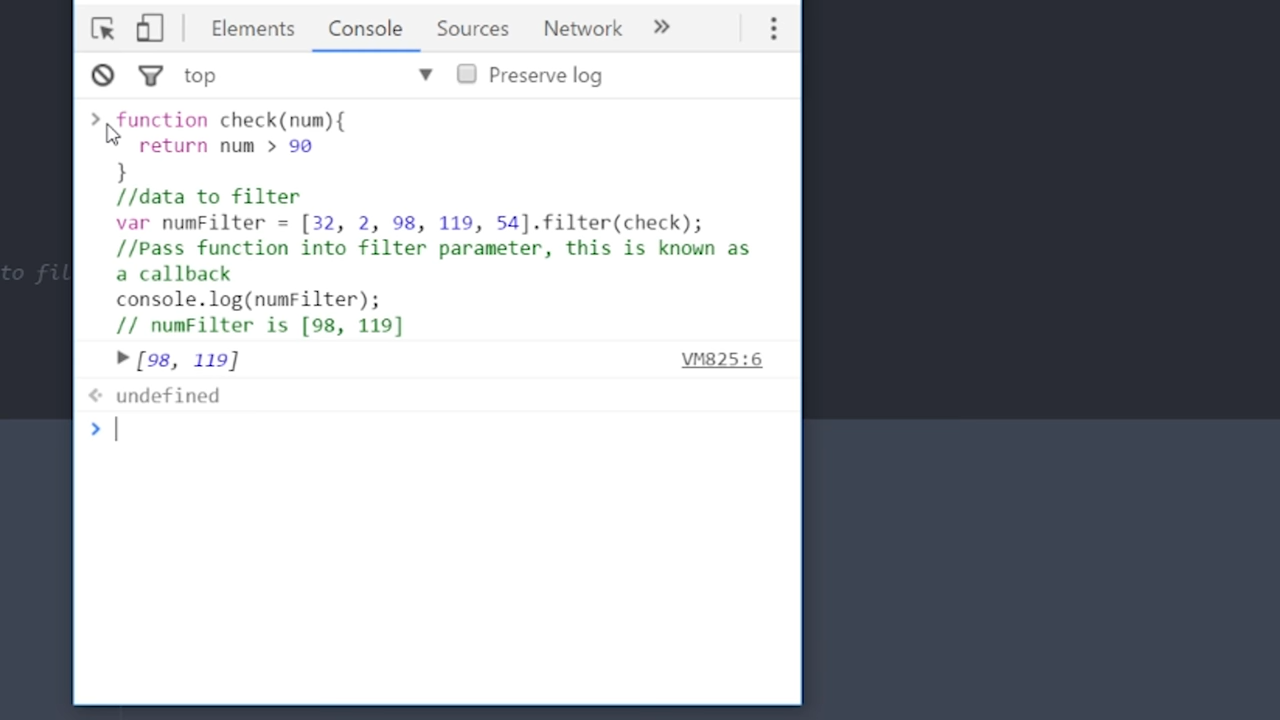 Elements Console Sources Network »
top ▼ Preserve log
> function check(num){
return num > 90
}
//data to filter
var numFilter = [32, 2, 98, 119, 54].filter(check);
//Pass function into filter parameter, this is known as
a callback
to fil
console.log(numFilter);
// numFilter is [98, 119]
▶ [98, 119] VM825:6
undefined
>